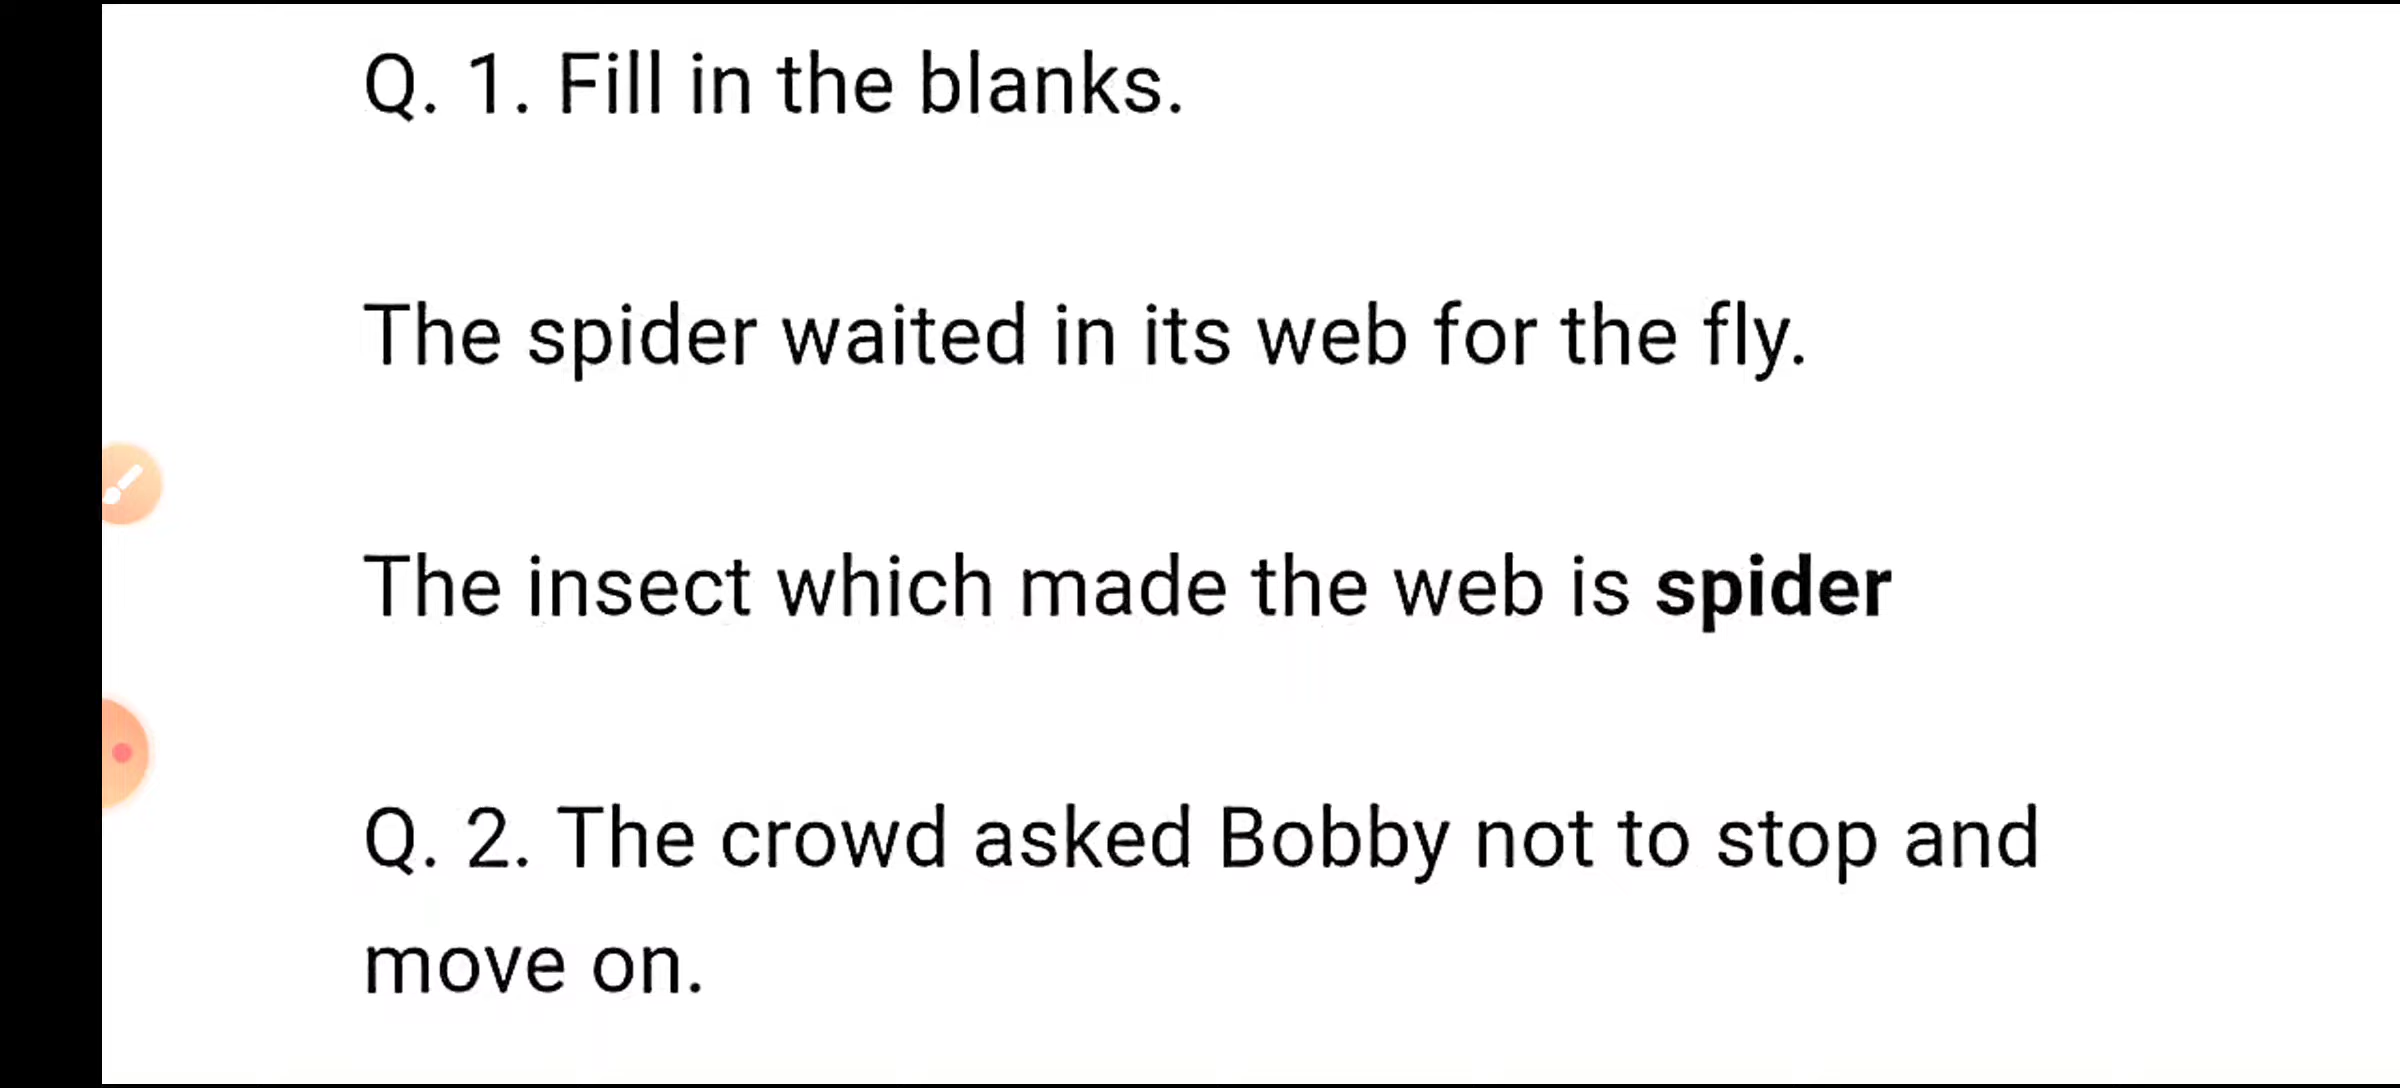 Q. 1. Fill in the blanks.
The spider waited in its web for the fly.
The insect which made the web is spider
Q. 2. The crowd asked Bobby not to stop and
move on.